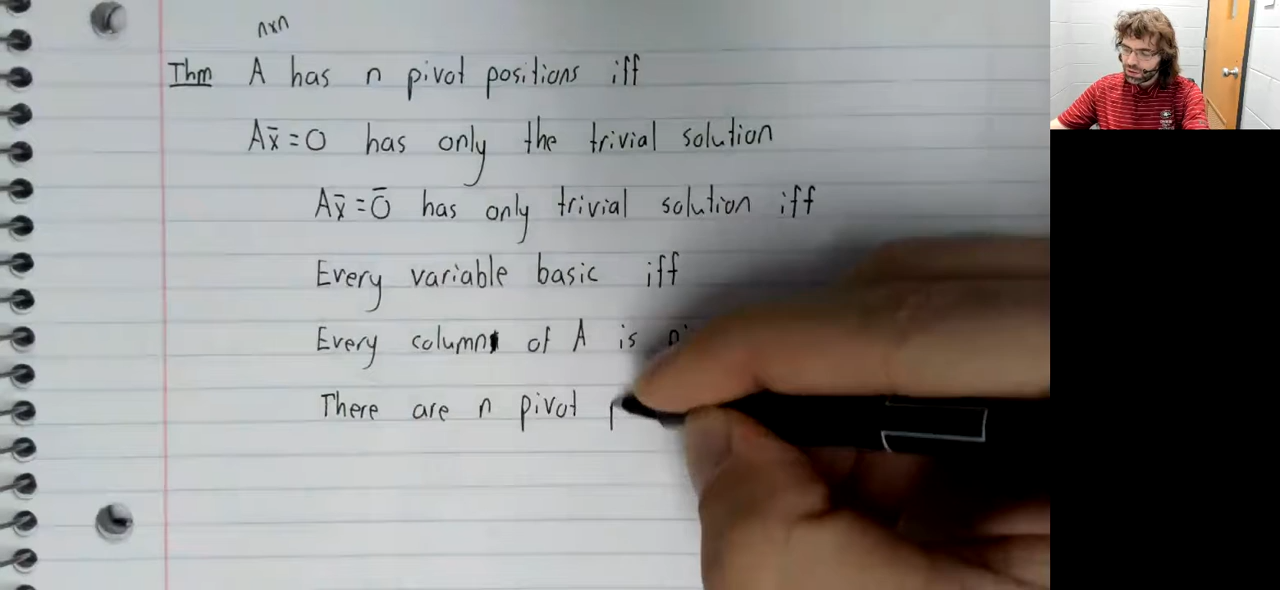 nxn
Thm A has n pivot positions iff
Ax̄=0 has only the trivial solution
Ax̄=0̄ has only trivial solution iff
Every variable basic iff
Every column of A is
There are n pivot